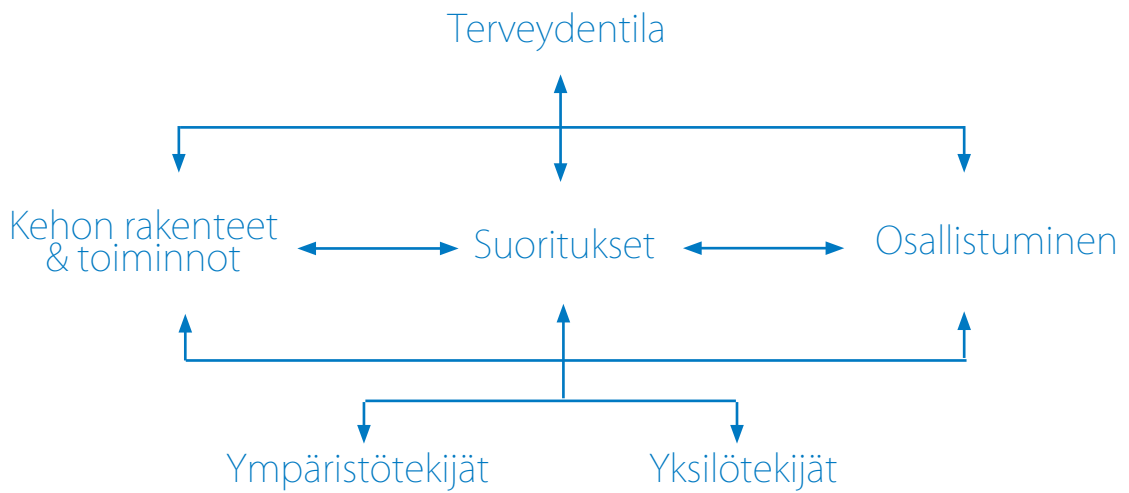 Terveydentila
Kehon rakenteet
& toiminnot
Suoritukset
Osallistuminen
Ympäristötekijät
Yksilötekijät